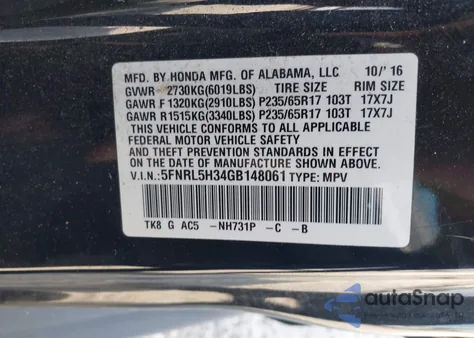 MFD. BY HONDA MFG. OF ALABAMA, LLC 10/'16
GVWR 2730KG(6019LBS) TIRE SIZE RIM SIZE
GAWR F 1320KG(2910LBS) P235/65R17 103T 17X7J
GAWR R1515KG(3340LBS) P235/65R17 103T 17X7J
THIS VEHICLE CONFORMS TO ALL APPLICABLE
FEDERAL MOTOR VEHICLE SAFETY
STANDARDS IN EFFECT ON THE DATE
OF MANUFACTURE SHOWN ABOVE.
V.I.N.:5FNRL5H34GB148061 TYPE: MPV
TK8 G AC5 -NH731P -C -B
autoSnap